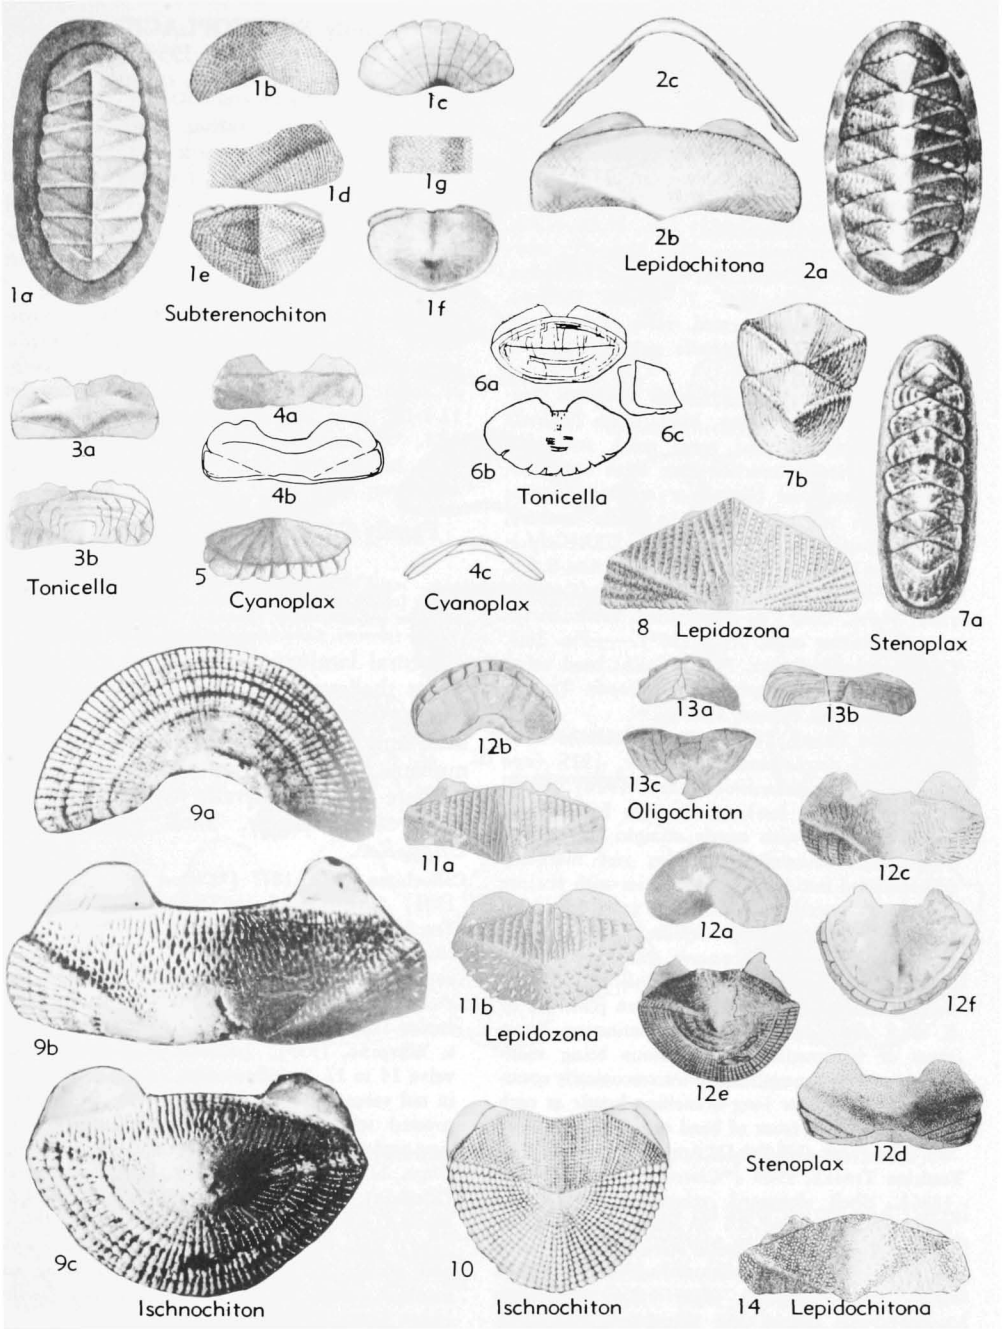 1a
1b
1c
1d
1g
1e
1f
Subterenochiton
2c
2b
Lepidochitona
2a
3a
3b
Tonicella
4a
4b
5
Cyanoplax
4c
Cyanoplax
6a
6b
6c
Tonicella
7b
7a
Stenoplax
8 Lepidozona
9a
9b
9c
Ischnochiton
12b
13a
13b
13c
Oligochiton
11a
12a
12c
11b
Lepidozona
12e
12f
Stenoplax
12d
10
Ischnochiton
14 Lepidochitona